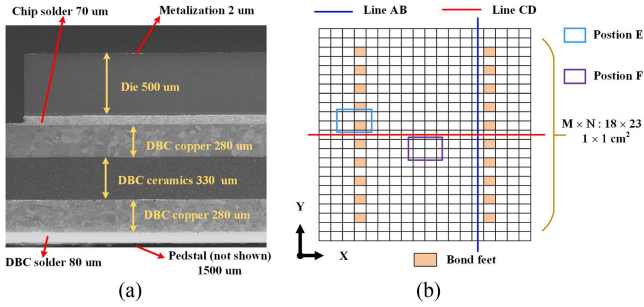 Chip solder 70 um
Metalization 2 um
Die 500 um
DBC copper 280 um
DBC ceramics 330 um
DBC copper 280 um
DBC solder 80 um
Pedstal (not shown)
1500 um
(a)
Line AB
Line CD
Postion E
Postion F
M × N : 18 × 23
1 × 1 cm²
Y
X
Bond feet
(b)